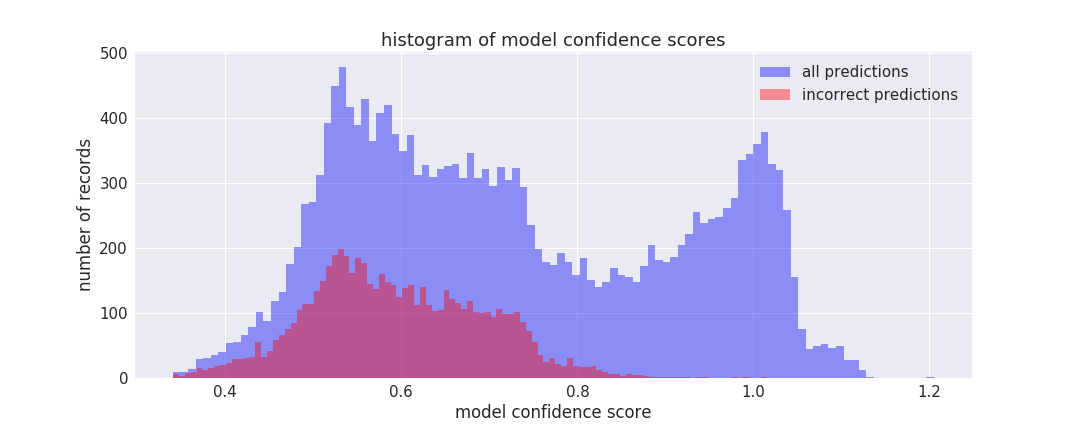 histogram of model confidence scores
all predictions
incorrect predictions
number of records
500
400
300
200
100
0
0.4 0.6 0.8 1.0 1.2
model confidence score